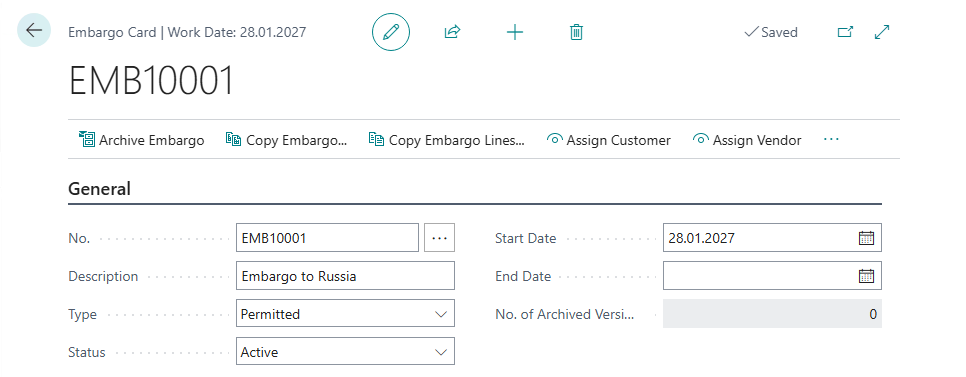 Embargo Card | Work Date: 28.01.2027
Saved
EMB10001
Archive Embargo Copy Embargo... Copy Embargo Lines... Assign Customer Assign Vendor ...
General
No. EMB10001 ... Start Date 28.01.2027
Description Embargo to Russia End Date
Type Permitted No. of Archived Versi... 0
Status Active